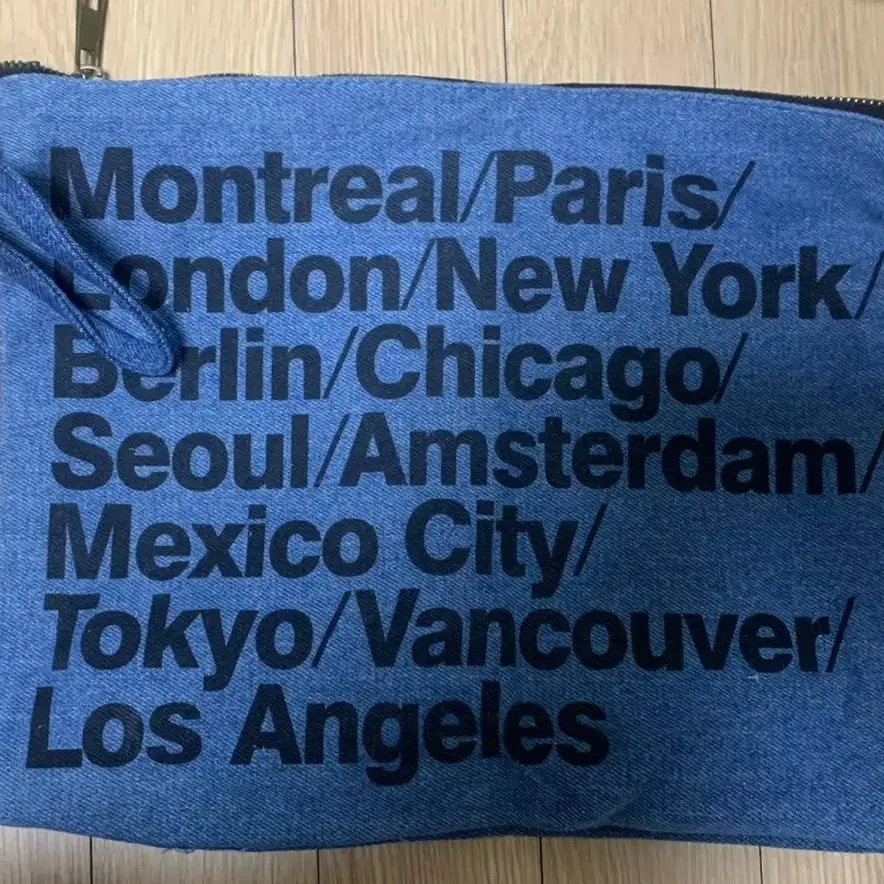 Montreal/Paris/
London/New York/
Berlin/Chicago/
Seoul/Amsterdam/
Mexico City/
Tokyo/Vancouver/
Los Angeles